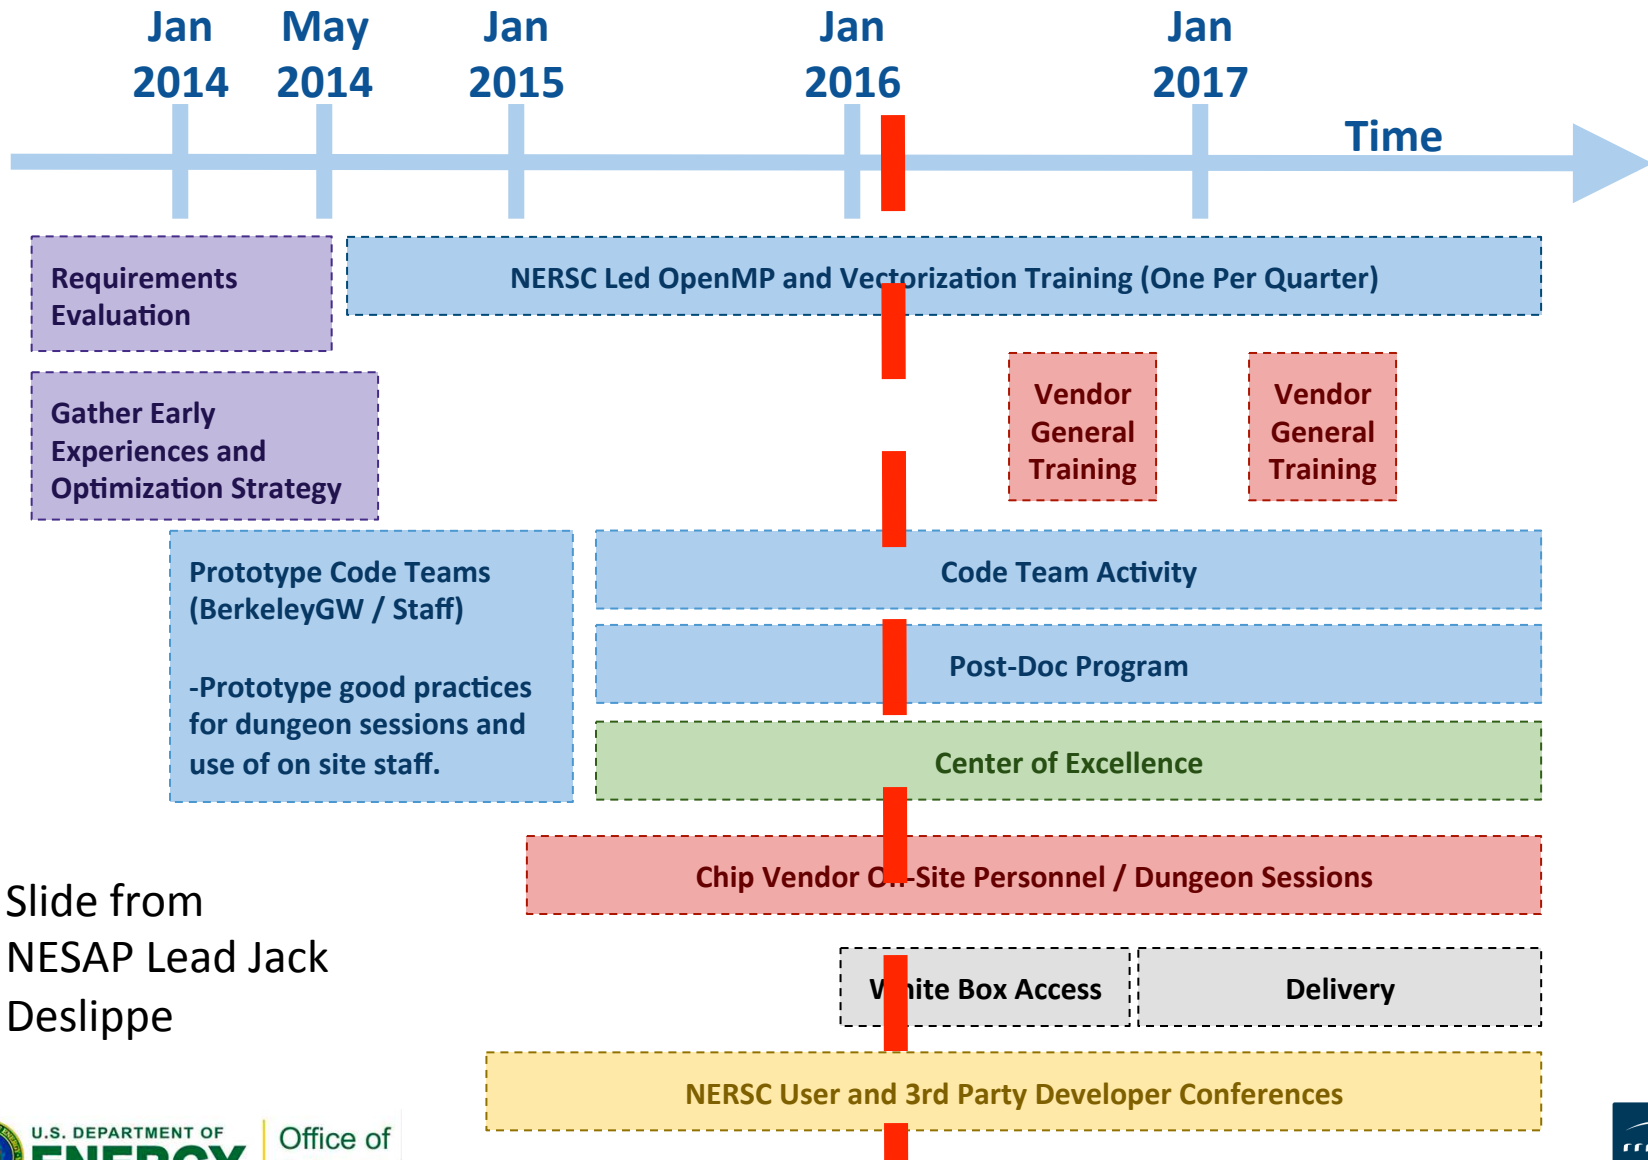 Jan
2014
May
2014
Jan
2015
Jan
2016
Jan
2017
Time
Requirements
Evaluation
NERSC Led OpenMP and Vectorization Training (One Per Quarter)
Gather Early
Experiences and
Optimization Strategy
Vendor
General
Training
Vendor
General
Training
Prototype Code Teams
(BerkeleyGW / Staff)
-Prototype good practices
for dungeon sessions and
use of on site staff.
Code Team Activity
Post-Doc Program
Center of Excellence
Chip Vendor On-Site Personnel / Dungeon Sessions
Slide from
NESAP Lead Jack
Deslippe
White Box Access
Delivery
NERSC User and 3rd Party Developer Conferences
U.S. DEPARTMENT OF
ENERGY
Office of